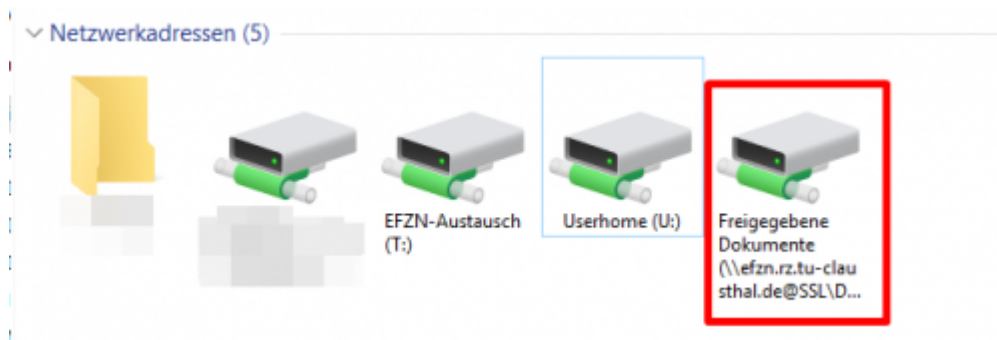 Netzwerkadressen (5)
EFZN-Austausch
(T:)
Userhome (U:)
Freigegebene
Dokumente
(\\efzn.rz.tu-clau
sthal.de@SSL\D...